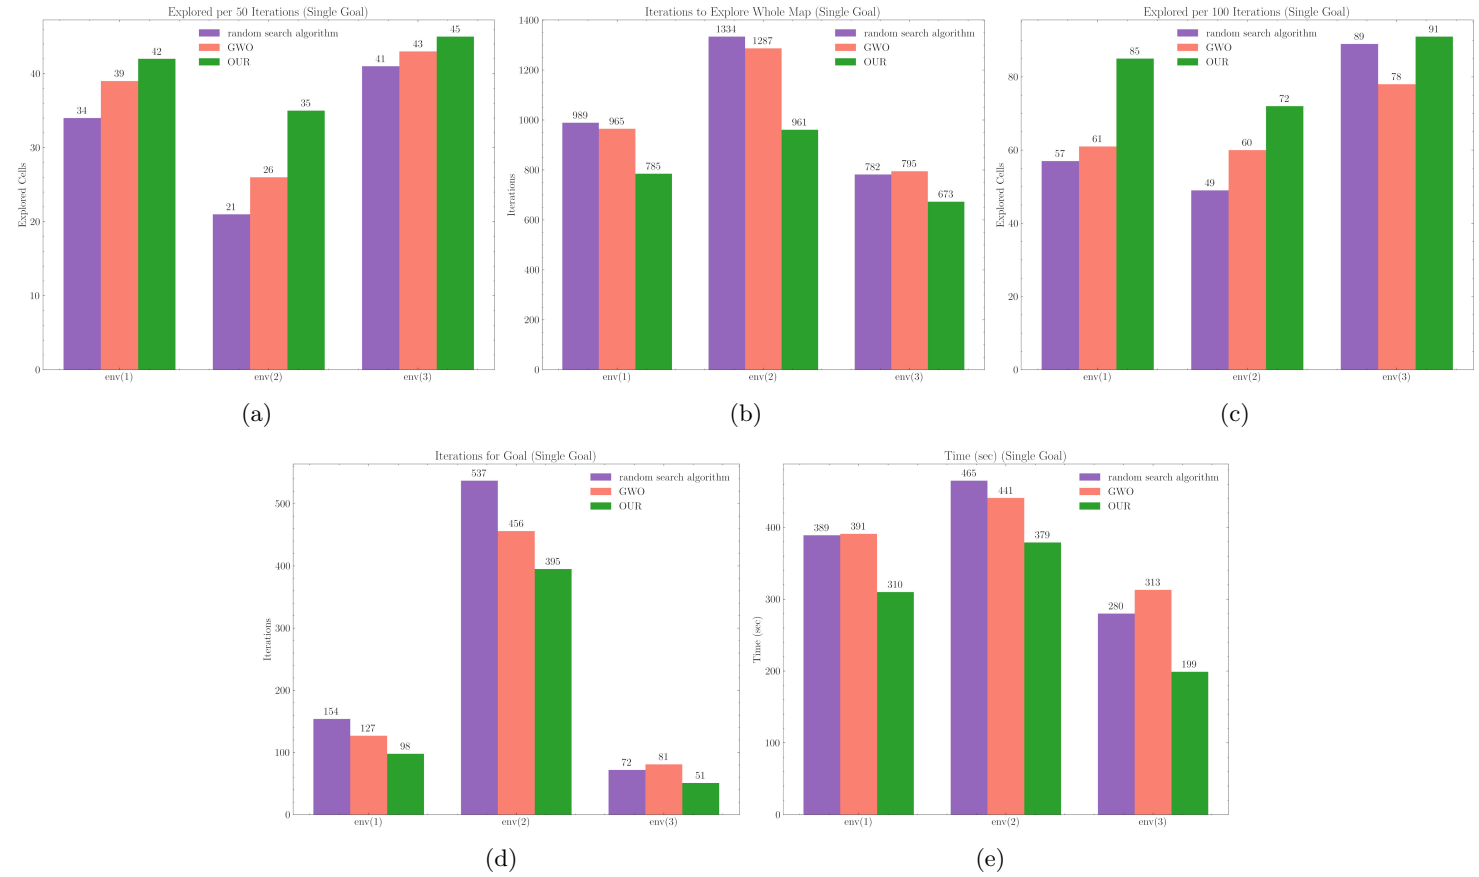 Explored per 50 Iterations (Single Goal)
random search algorithm
GWO
OUR
Explored Cells
0
10
20
30
40
34
39
42
21
26
35
41
43
45
env(1)
env(2)
env(3)
(a)
Iterations to Explore Whole Map (Single Goal)
random search algorithm
GWO
OUR
Iterations
0
200
400
600
800
1000
1200
1400
989
965
785
1334
1287
961
782
795
673
env(1)
env(2)
env(3)
(b)
Explored per 100 Iterations (Single Goal)
random search algorithm
GWO
OUR
Explored Cells
0
20
40
60
80
57
61
85
49
60
72
89
78
91
env(1)
env(2)
env(3)
(c)
Iterations for Goal (Single Goal)
random search algorithm
GWO
OUR
Iterations
0
100
200
300
400
500
154
127
98
537
456
395
72
81
51
env(1)
env(2)
env(3)
(d)
Time (sec) (Single Goal)
random search algorithm
GWO
OUR
Time (sec)
0
100
200
300
400
389
391
310
465
441
379
280
313
199
env(1)
env(2)
env(3)
(e)